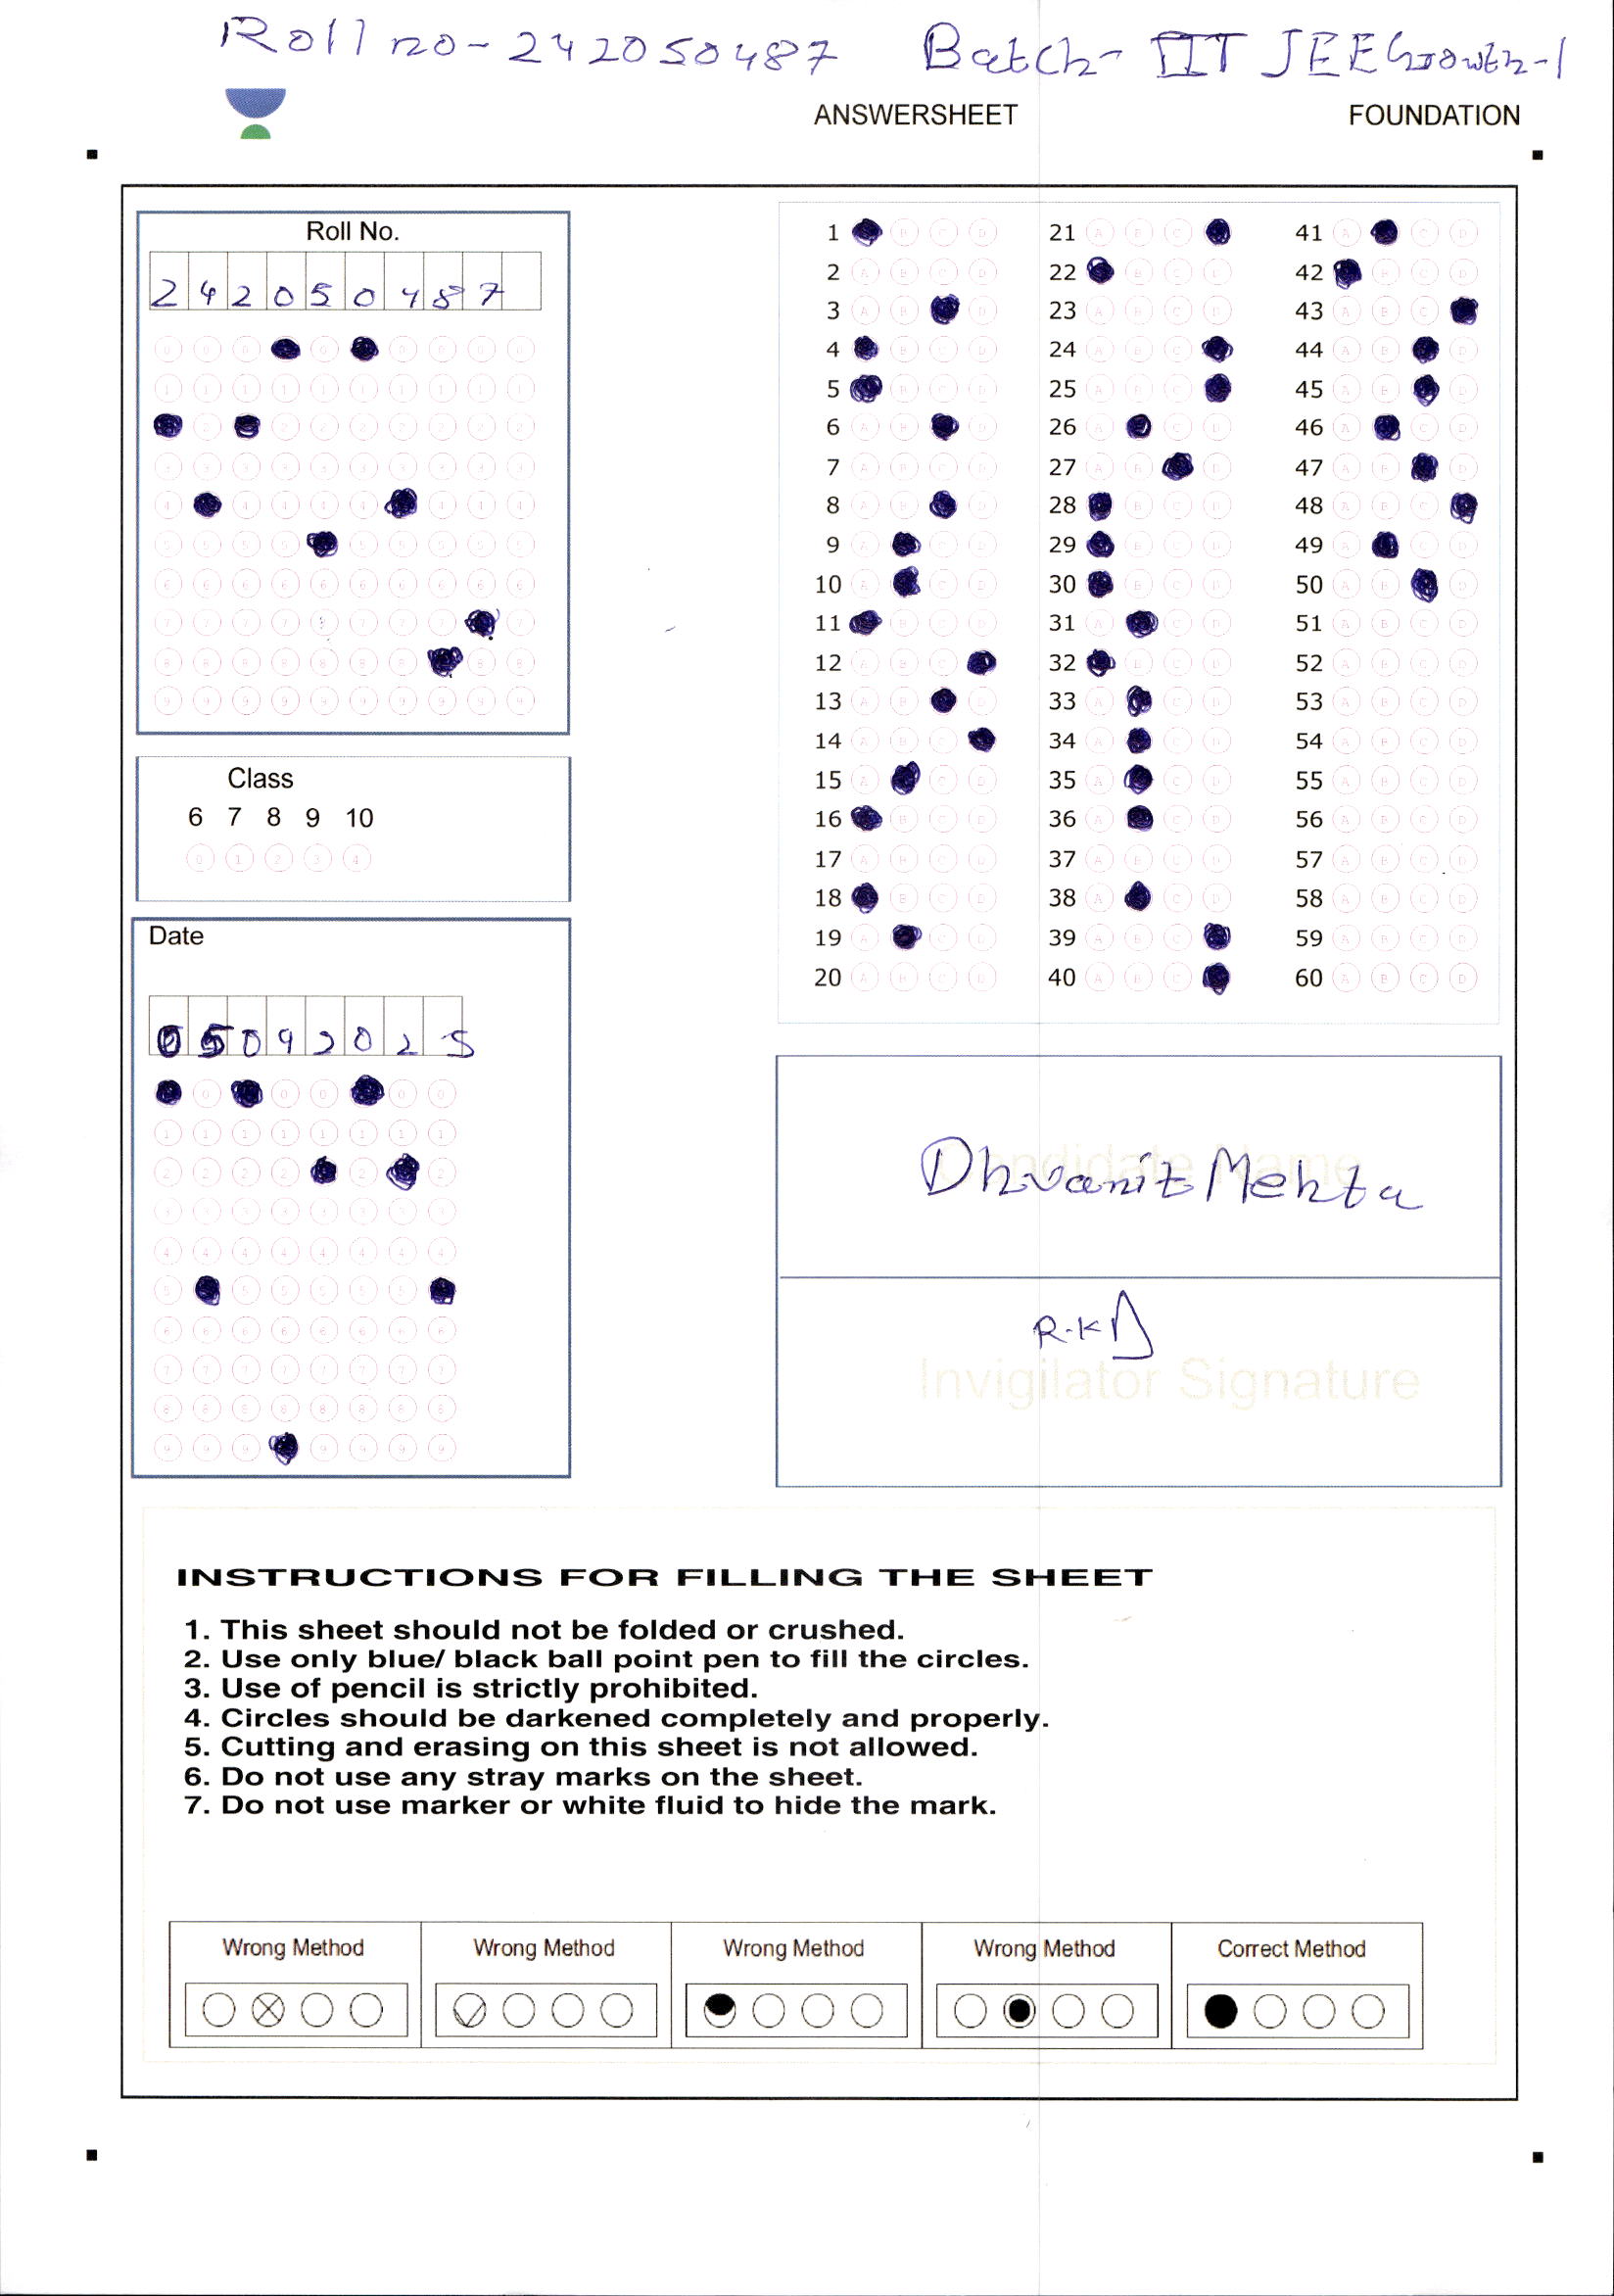 Roll no - 242050487 Batch - IIT JEE Growth-1
ANSWERSHEET FOUNDATION
Roll No.
2 4 2 0 5 0 4 8 7
Class
6 7 8 9 10
Date
0 5 0 9 2 0 2 5
1 A B C D 21 A B C D 41 A B C D
2 A B C D 22 A B C D 42 A B C D
3 A B C D 23 A B C D 43 A B C D
4 A B C D 24 A B C D 44 A B C D
5 A B C D 25 A B C D 45 A B C D
6 A B C D 26 A B C D 46 A B C D
7 A B C D 27 A B C D 47 A B C D
8 A B C D 28 A B C D 48 A B C D
9 A B C D 29 A B C D 49 A B C D
10 A B C D 30 A B C D 50 A B C D
11 A B C D 31 A B C D 51 A B C D
12 A B C D 32 A B C D 52 A B C D
13 A B C D 33 A B C D 53 A B C D
14 A B C D 34 A B C D 54 A B C D
15 A B C D 35 A B C D 55 A B C D
16 A B C D 36 A B C D 56 A B C D
17 A B C D 37 A B C D 57 A B C D
18 A B C D 38 A B C D 58 A B C D
19 A B C D 39 A B C D 59 A B C D
20 A B C D 40 A B C D 60 A B C D
Candidate Name
Dhvanit Mehta
R.K
Invigilator Signature
INSTRUCTIONS FOR FILLING THE SHEET
1. This sheet should not be folded or crushed.
2. Use only blue/ black ball point pen to fill the circles.
3. Use of pencil is strictly prohibited.
4. Circles should be darkened completely and properly.
5. Cutting and erasing on this sheet is not allowed.
6. Do not use any stray marks on the sheet.
7. Do not use marker or white fluid to hide the mark.
Wrong Method Wrong Method Wrong Method Wrong Method Correct Method